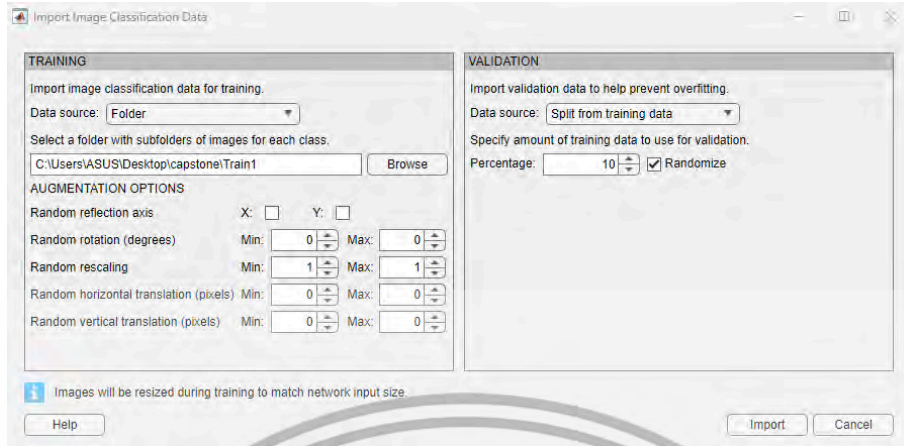 Import Image Classification Data
TRAINING
Import image classification data for training.
Data source: Folder
Select a folder with subfolders of images for each class.
C:\Users\ASUS\Desktop\capstone\Train1 Browse
AUGMENTATION OPTIONS
Random reflection axis X: Y:
Random rotation (degrees) Min: 0 Max: 0
Random rescaling Min: 1 Max: 1
Random horizontal translation (pixels) Min: 0 Max: 0
Random vertical translation (pixels) Min: 0 Max: 0
VALIDATION
Import validation data to help prevent overfitting.
Data source: Split from training data
Specify amount of training data to use for validation.
Percentage: 10 Randomize
Images will be resized during training to match network input size.
Help Import Cancel